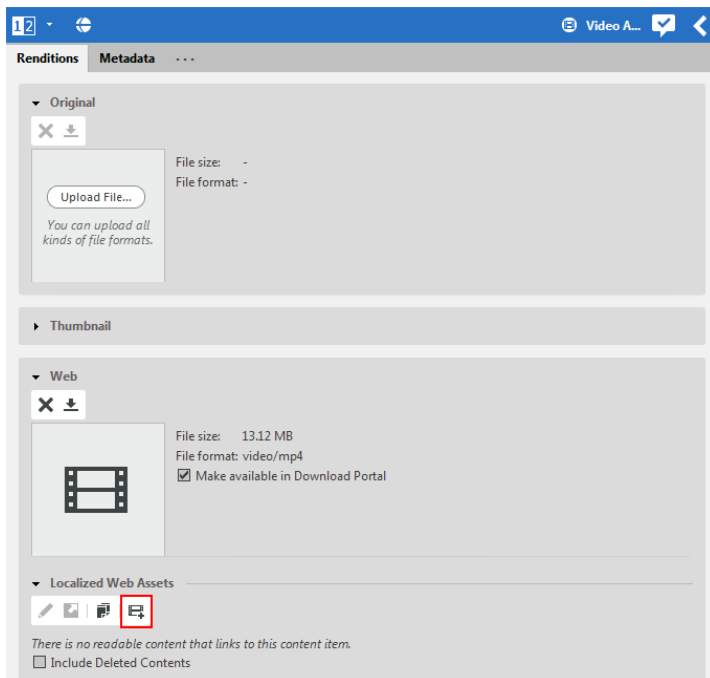 12
Video A...
Renditions Metadata ...
Original
File size: -
File format: -
Upload File...
You can upload all
kinds of file formats.
Thumbnail
Web
File size: 13.12 MB
File format: video/mp4
Make available in Download Portal
Localized Web Assets
There is no readable content that links to this content item.
Include Deleted Contents